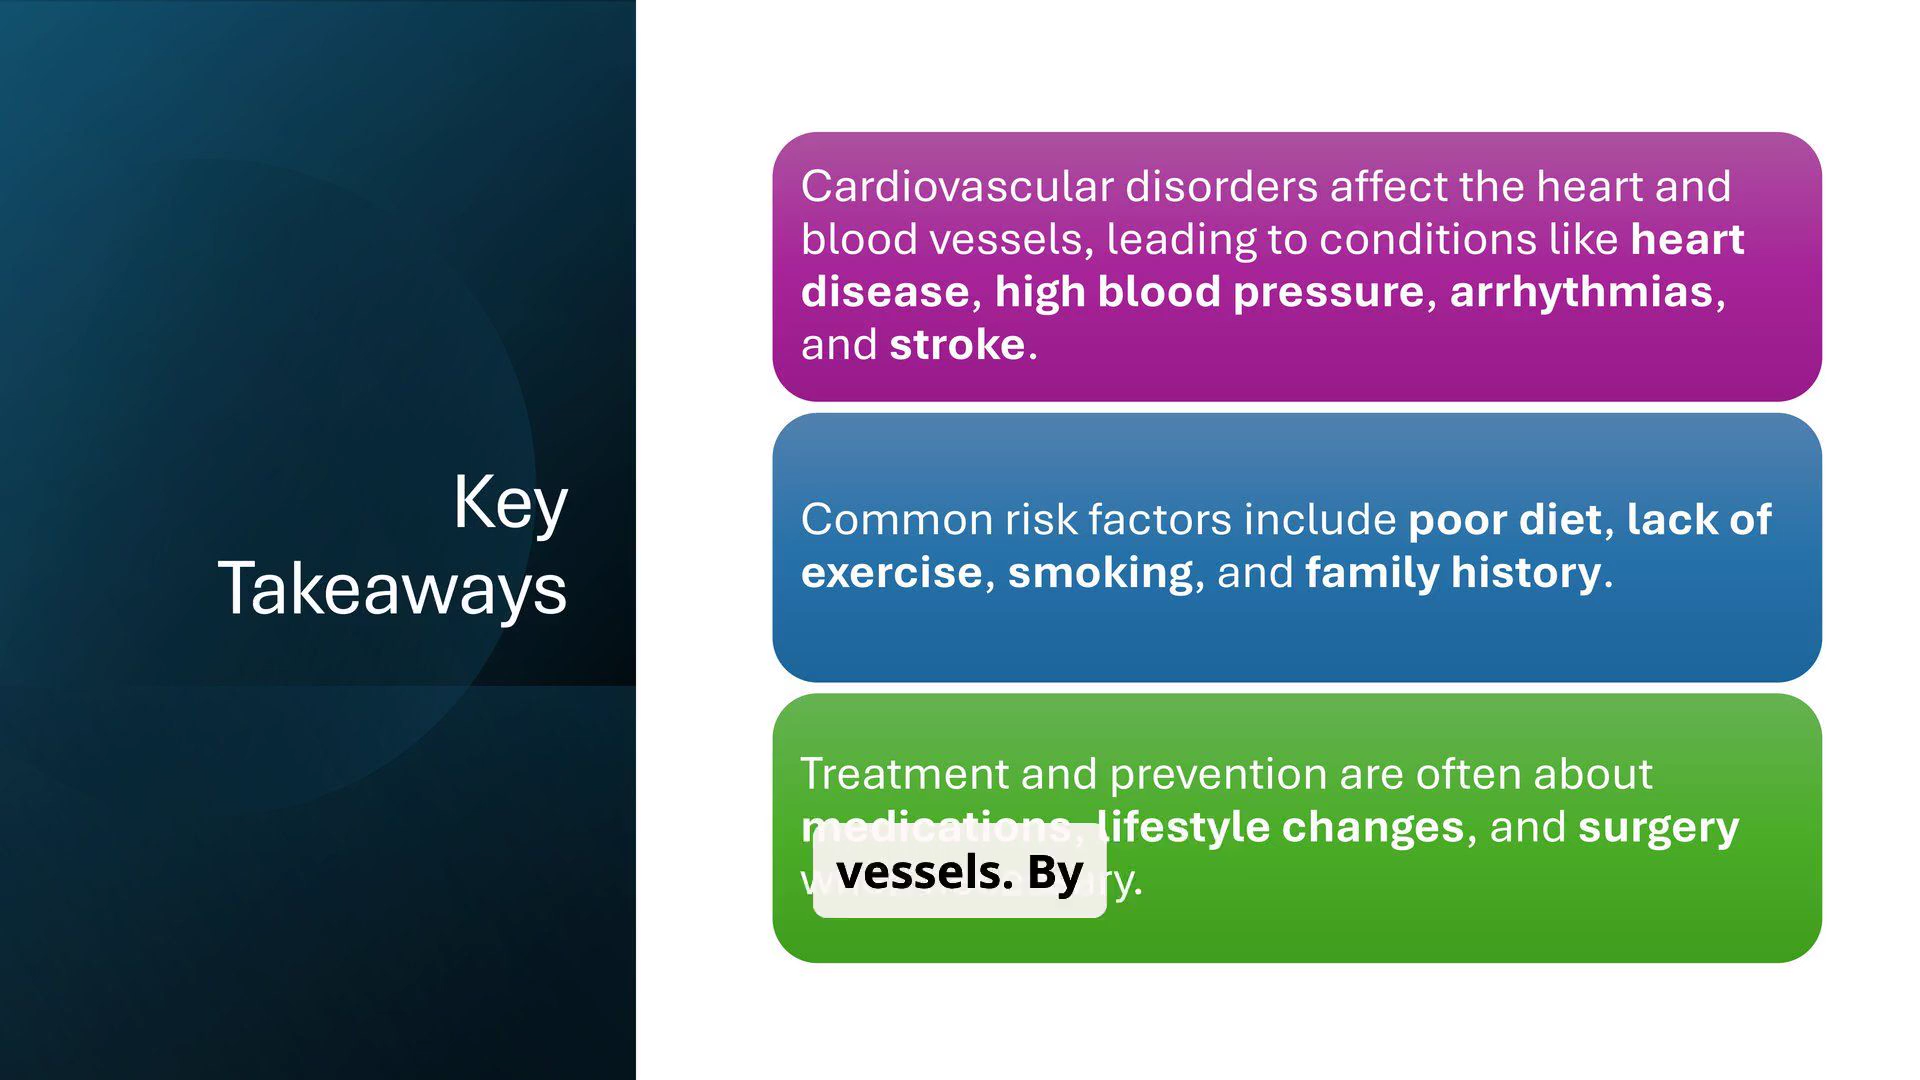 Key
Takeaways
Cardiovascular disorders affect the heart and
blood vessels, leading to conditions like heart
disease, high blood pressure, arrhythmias,
and stroke.
Common risk factors include poor diet, lack of
exercise, smoking, and family history.
Treatment and prevention are often about
medications, lifestyle changes, and surgery
vessels. By